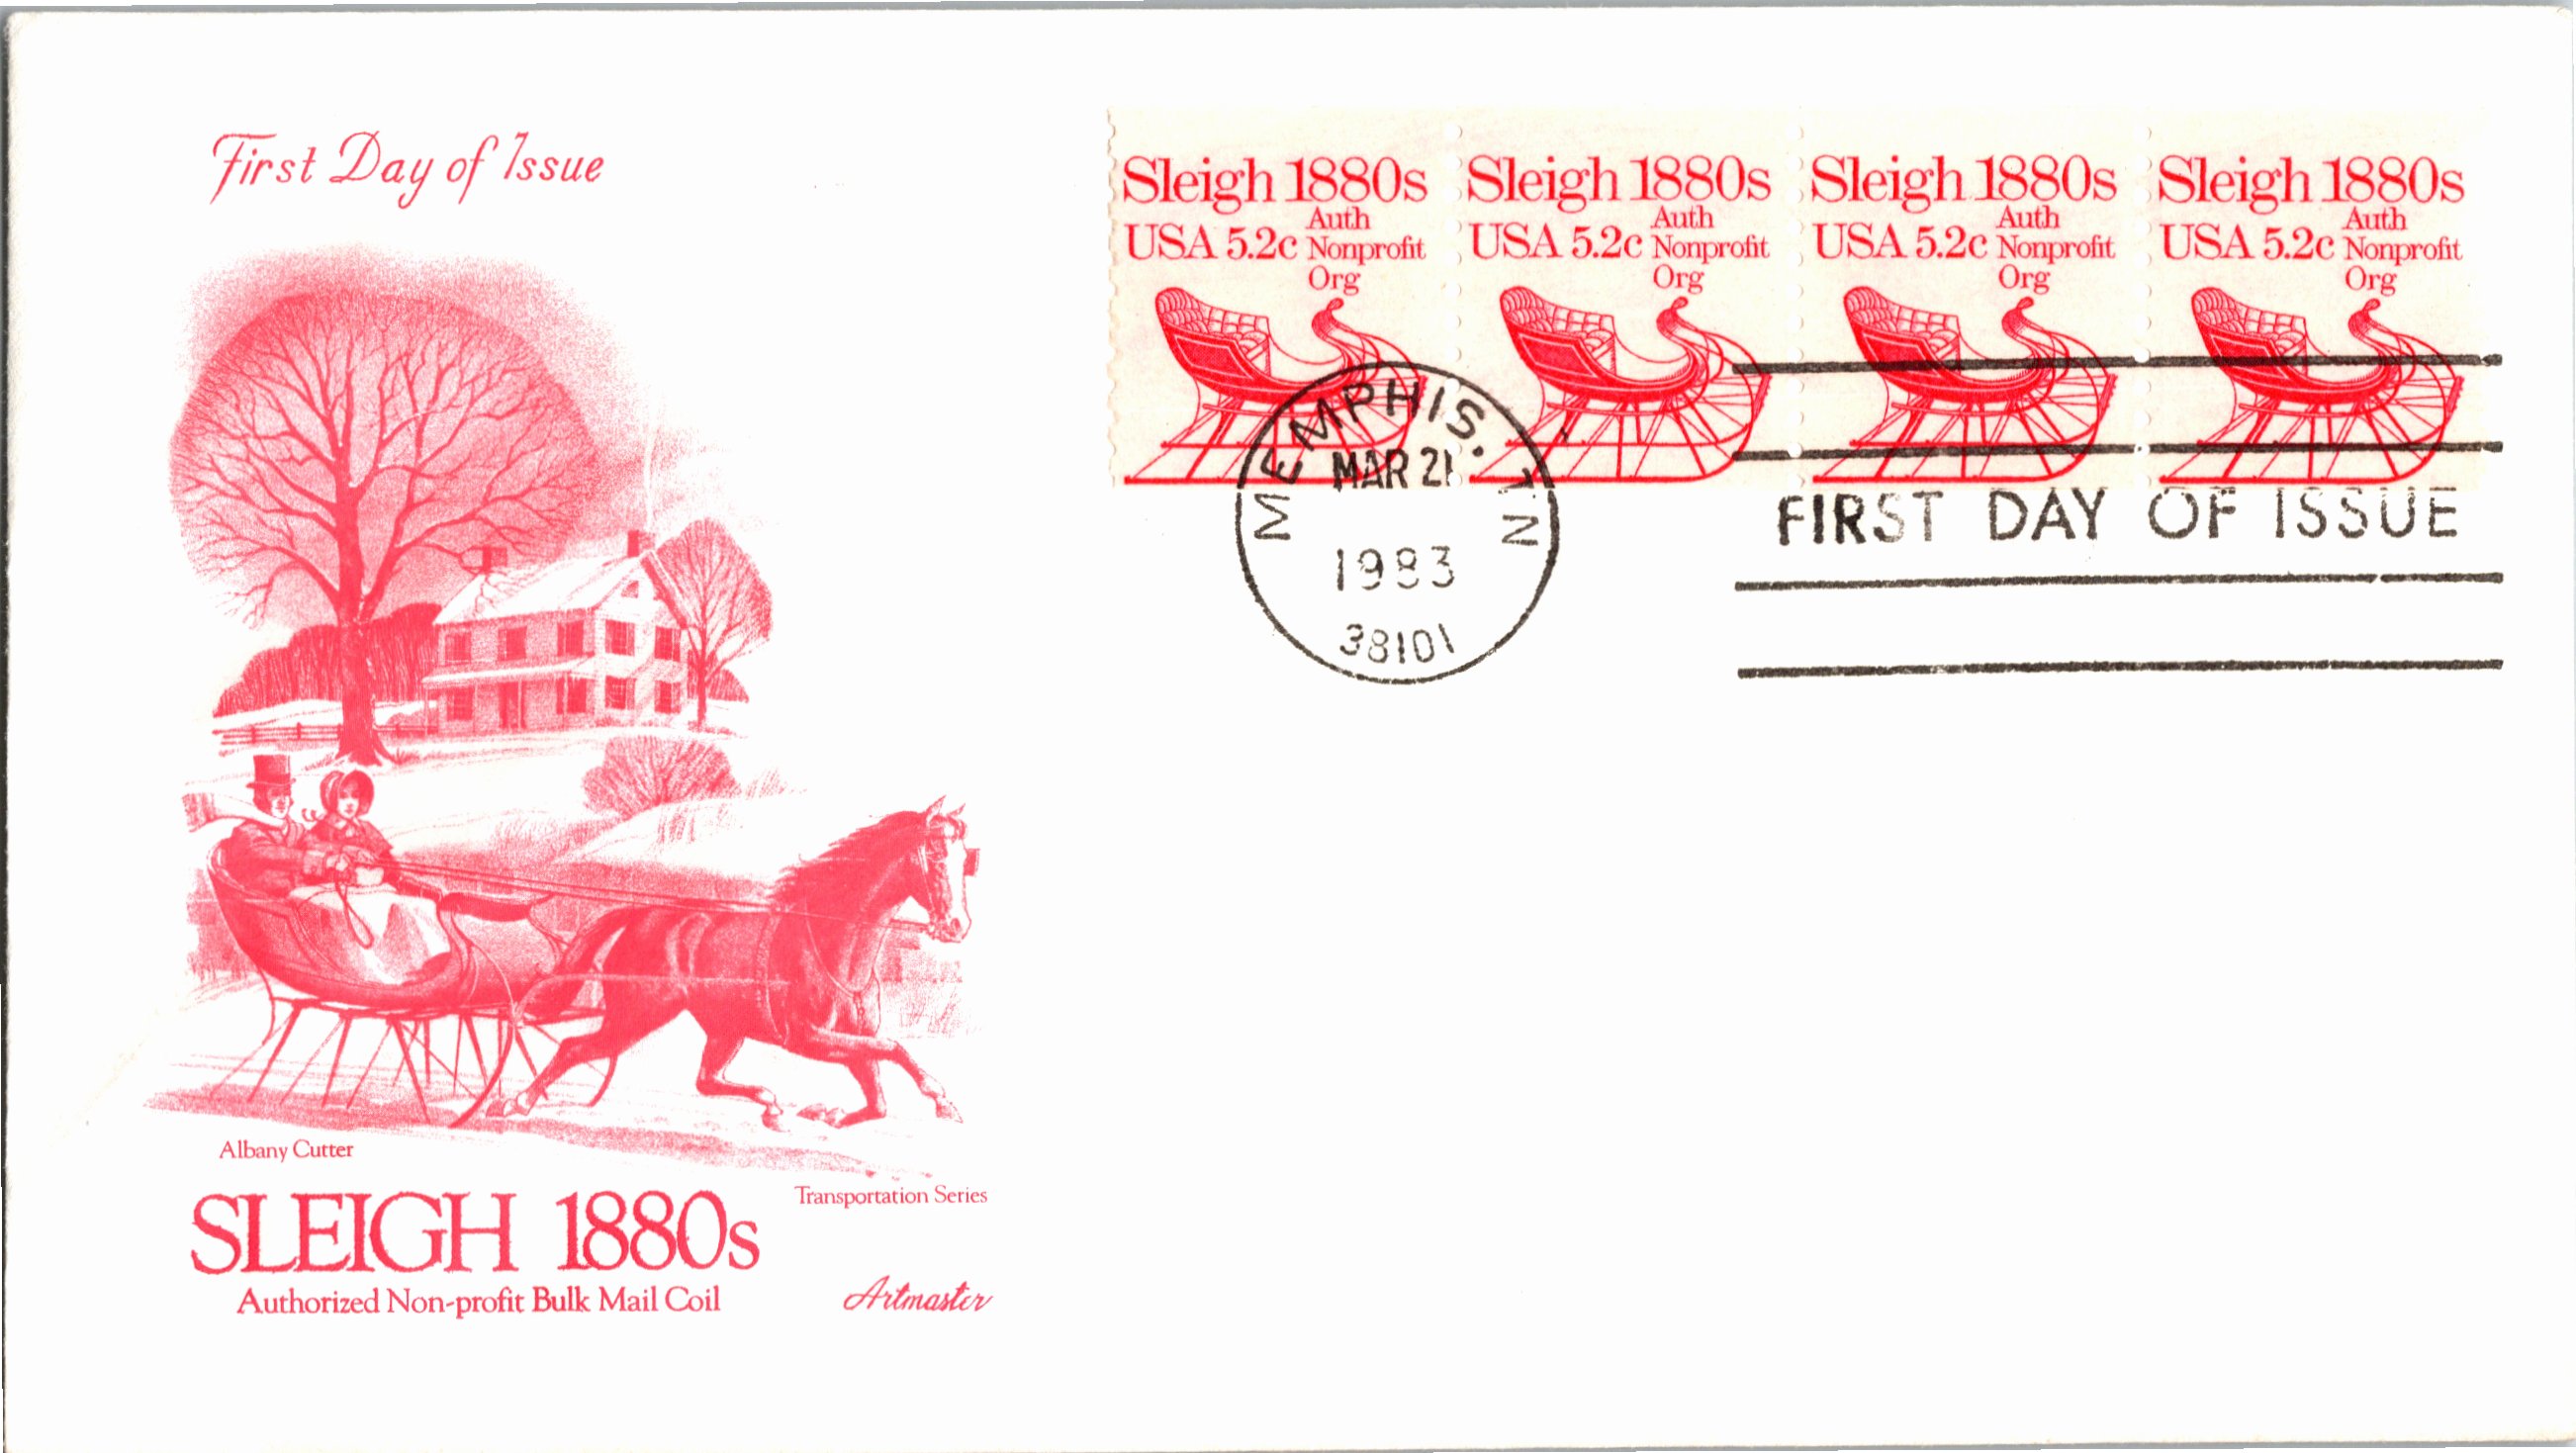 First Day of Issue
Sleigh 1880s
USA 5.2c Auth Nonprofit Org
Sleigh 1880s
USA 5.2c Auth Nonprofit Org
Sleigh 1880s
USA 5.2c Auth Nonprofit Org
Sleigh 1880s
USA 5.2c Auth Nonprofit Org
MEMPHIS. TN
MAR 21
1983
38101
FIRST DAY OF ISSUE
Albany Cutter
Transportation Series
SLEIGH 1880s
Authorized Non-profit Bulk Mail Coil
Artmaster